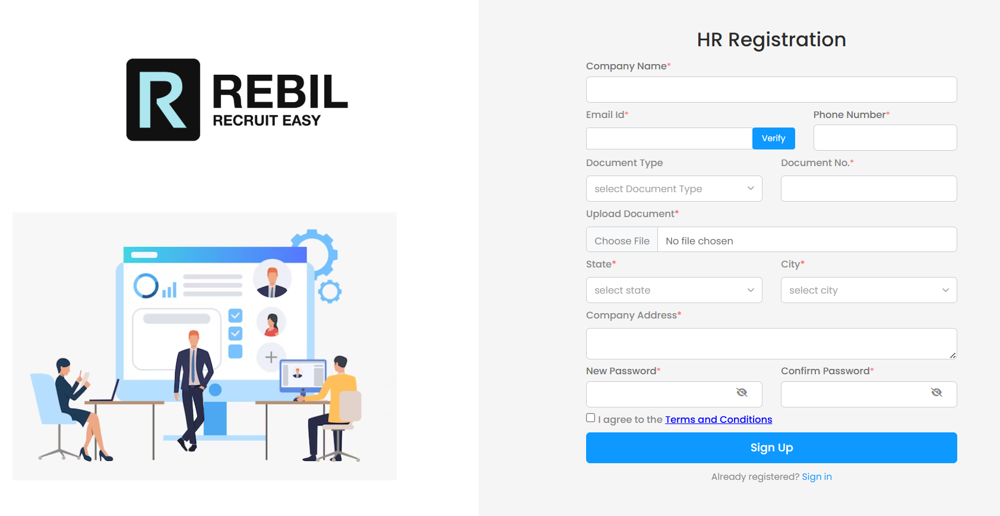 R REBIL
RECRUIT EASY
HR Registration
Company Name*
Email Id* Phone Number*
Verify
Document Type Document No.*
select Document Type
Upload Document*
Choose File No file chosen
State* City*
select state select city
Company Address*
New Password* Confirm Password*
I agree to the Terms and Conditions
Sign Up
Already registered? Sign in